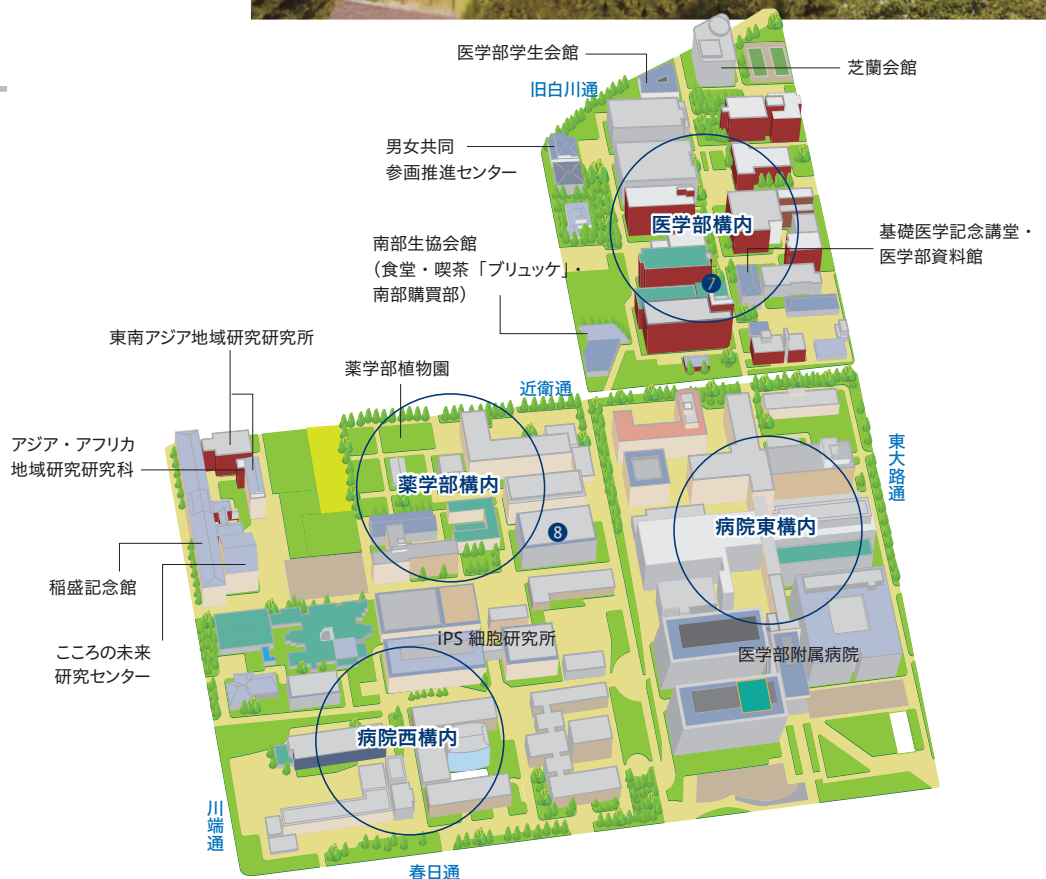 医学部学生会館
芝蘭会館
旧白川通
男女共同
参画推進センター
医学部構内
基礎医学記念講堂・
医学部資料館
南部生協会館
（食堂・喫茶「ブリュッケ」・
南部購買部）
7
東南アジア地域研究研究所
薬学部植物園
近衛通
アジア・アフリカ
地域研究研究科
東大路通
薬学部構内
病院東構内
8
稲盛記念館
こころの未来
研究センター
iPS 細胞研究所
医学部附属病院
病院西構内
川端通
春日通